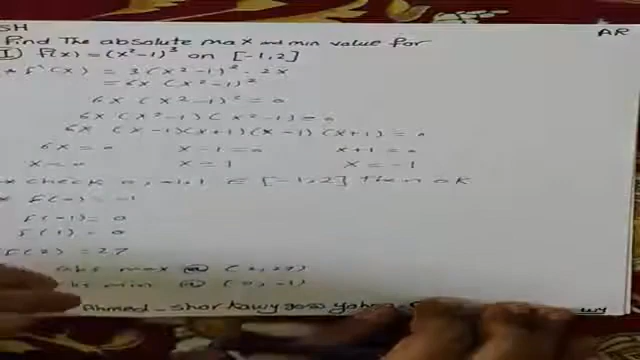 SH
AR
Find The absolute max and min value for
I) f(x) = (x²-1)³ on [-1,2]
* f'(x) = 3(x²-1)² · 2x
= 6x (x²-1)²
6x (x²-1)² = 0
6x (x²-1)(x²-1) = 0
6x (x-1)(x+1)(x-1)(x+1) = 0
6x = 0 x-1 = 0 x+1 = 0
x = 0 x = 1 x = -1
* check 0, -1, 1 ∈ [-1,2] Then ok
* f(0) = -1
f(-1) = 0
f(1) = 0
f(2) = 27
abs max @ (2,27)
abs min @ (0,-1)
Ahmed_sharkawy